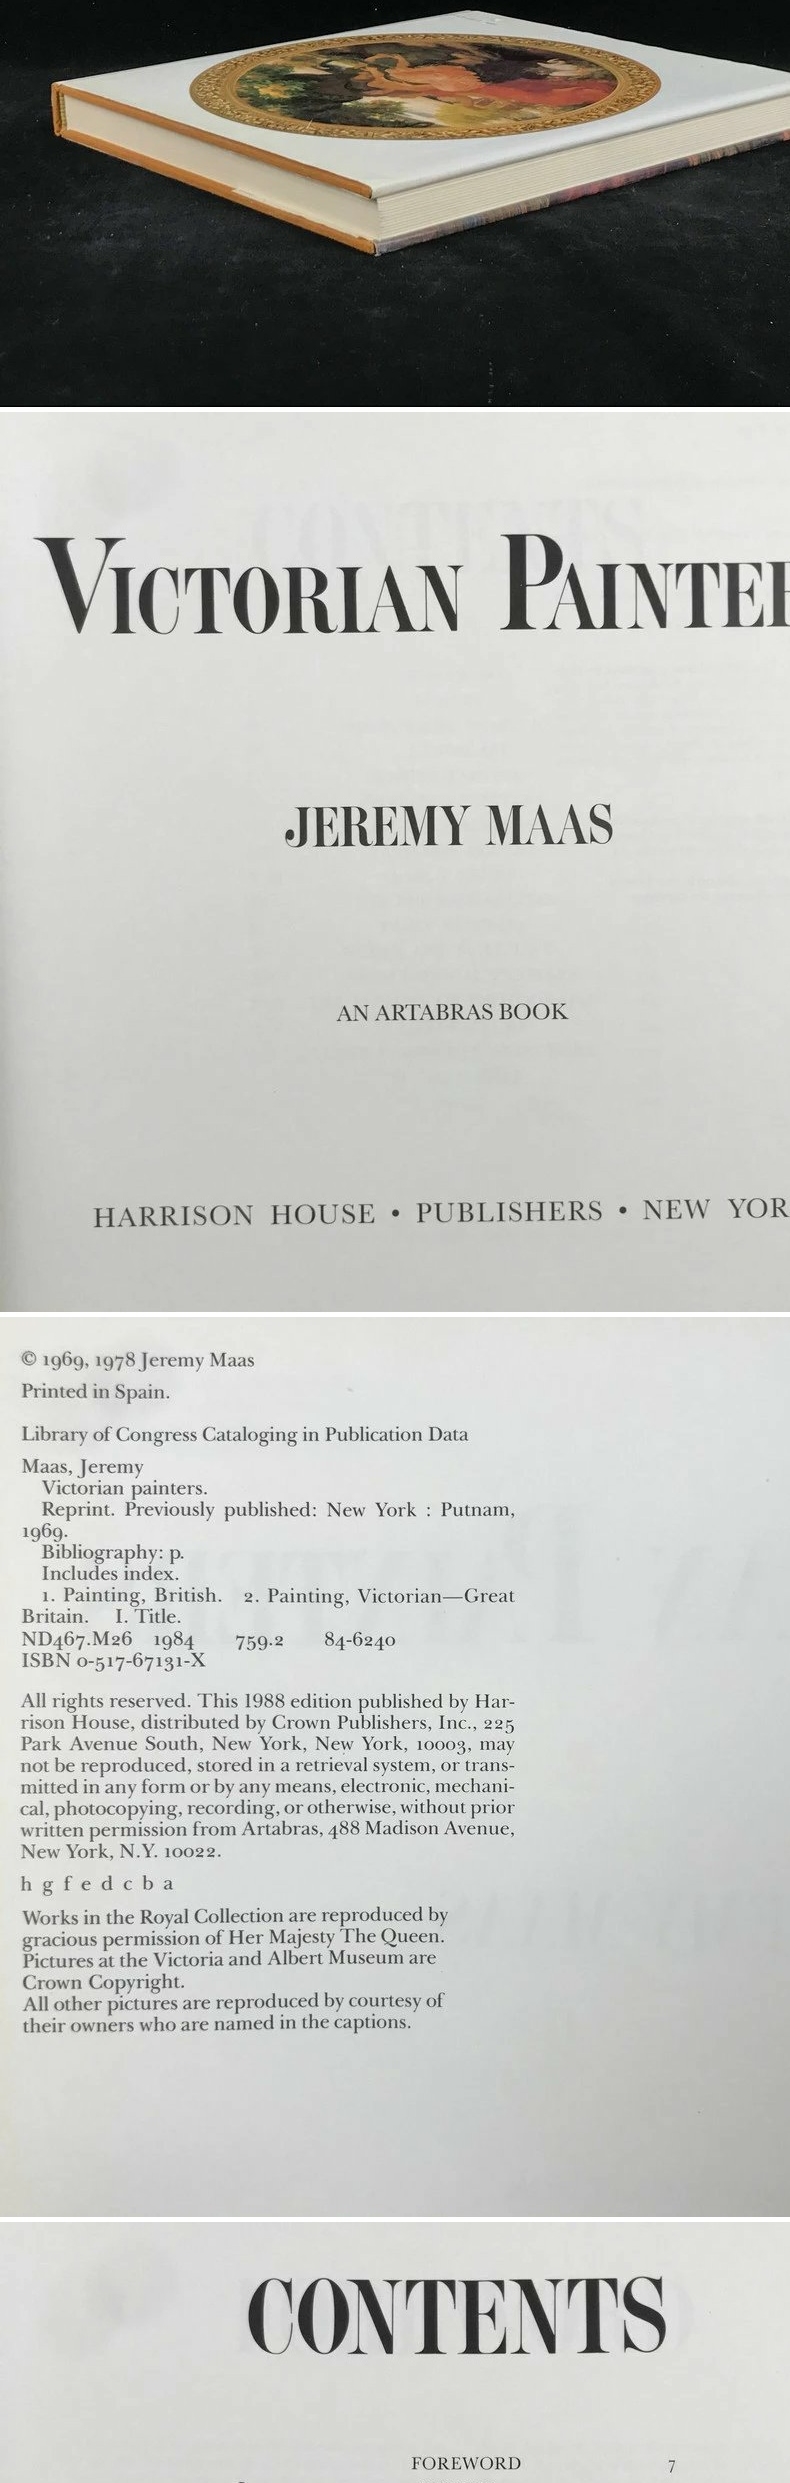 VICTORIAN PAINTER
JEREMY MAAS
AN ARTABRAS BOOK
HARRISON HOUSE • PUBLISHERS • NEW YOR
© 1969, 1978 Jeremy Maas
Printed in Spain.
Library of Congress Cataloging in Publication Data
Maas, Jeremy
Victorian painters.
Reprint. Previously published: New York : Putnam,
1969.
Bibliography: p.
Includes index.
1. Painting, British. 2. Painting, Victorian—Great
Britain. I. Title.
ND467.M26 1984 759.2 84-6240
ISBN 0-517-67131-X
All rights reserved. This 1988 edition published by Har-
rison House, distributed by Crown Publishers, Inc., 225
Park Avenue South, New York, New York, 10003, may
not be reproduced, stored in a retrieval system, or trans-
mitted in any form or by any means, electronic, mechani-
cal, photocopying, recording, or otherwise, without prior
written permission from Artabras, 488 Madison Avenue,
New York, N.Y. 10022.
h g f e d c b a
Works in the Royal Collection are reproduced by
gracious permission of Her Majesty The Queen.
Pictures at the Victoria and Albert Museum are
Crown Copyright.
All other pictures are reproduced by courtesy of
their owners who are named in the captions.
CONTENTS
FOREWORD 7